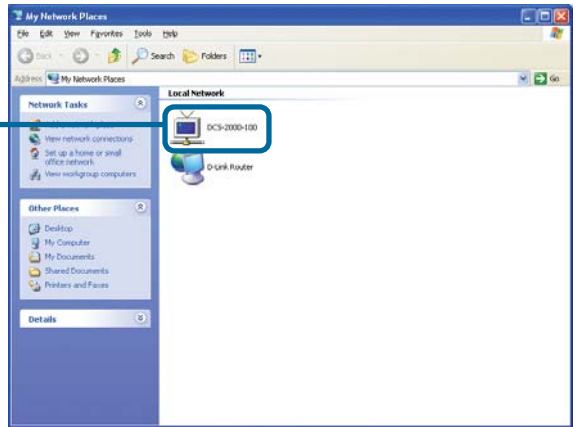 My Network Places
File Edit View Favorites Tools Help
Back Search Folders
Address My Network Places Go
Network Tasks
View network connections
Set up a home or small
office network
View workgroup computers
Other Places
Desktop
My Computer
My Documents
Shared Documents
Printers and Faxes
Details
Local Network
DCS-2000-100
D-Link Router